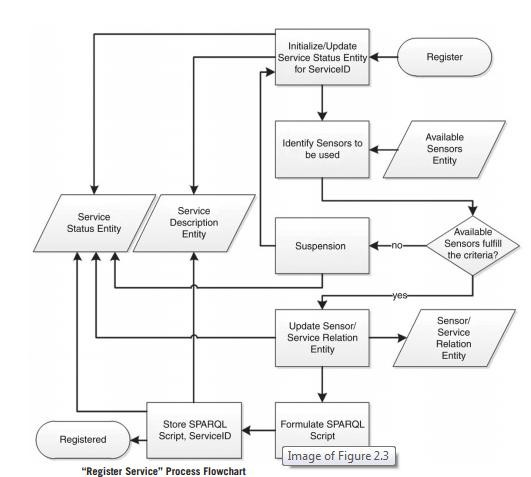 Initialize/Update
Service Status Entity
for ServiceID
Register
Identify Sensors to
be used
Available
Sensors
Entity
Service
Status Entity
Service
Description
Entity
Suspension
no
Available
Sensors fulfill
the criteria?
yes
Update Sensor/
Service Relation
Entity
Sensor/
Service
Relation
Entity
Registered
Store SPARQL
Script, ServiceID
Formulate SPARQL
Script
Image of Figure 2.3
"Register Service" Process Flowchart